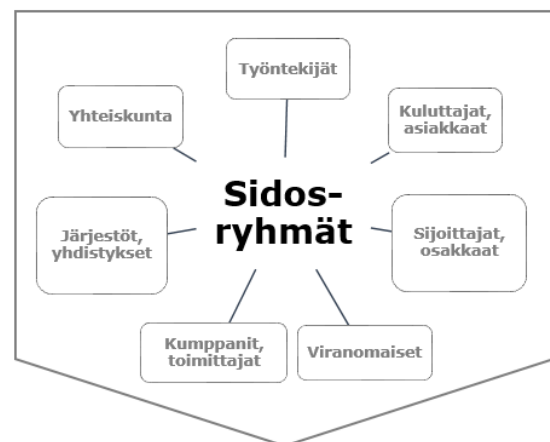 Työntekijät
Yhteiskunta
Kuluttajat,
asiakkaat
Sidos-
ryhmät
Järjestöt,
yhdistykset
Sijoittajat,
osakkaat
Kumppanit,
toimittajat
Viranomaiset